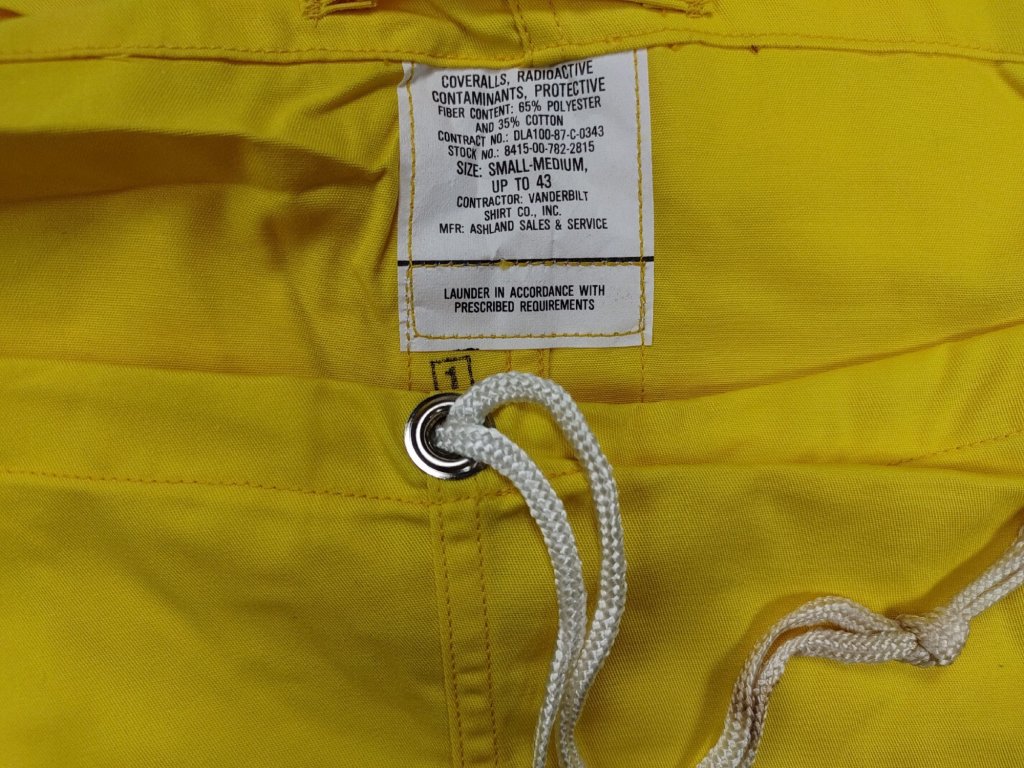 COVERALLS, RADIOACTIVE
CONTAMINANTS, PROTECTIVE
FIBER CONTENT: 65% POLYESTER
AND 35% COTTON
CONTRACT NO.: DLA100-87-C-0343
STOCK NO.: 8415-00-782-2815
SIZE: SMALL-MEDIUM,
UP TO 43
CONTRACTOR: VANDERBILT
SHIRT CO., INC.
MFR: ASHLAND SALES & SERVICE
LAUNDER IN ACCORDANCE WITH
PRESCRIBED REQUIREMENTS
1